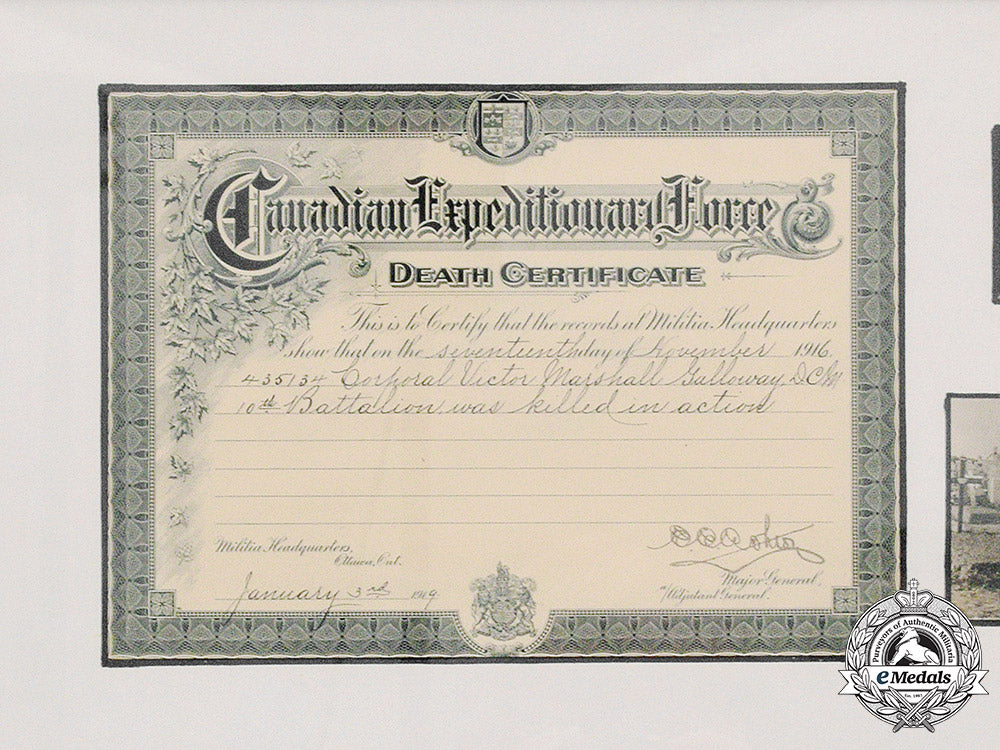 Canadian Expeditionary Force
DEATH CERTIFICATE
This is to Certify that the records at Militia Headquarters
show that on the seventeenth day of November 1916
435134 Corporal Victor Marshall Galloway D.C.M
10th Battalion, was killed in action
Militia Headquarters,
Ottawa, Ont.
January 3rd 1919.
Major General,
Adjutant General.
Purveyors of Authentic Militaria
eMedals